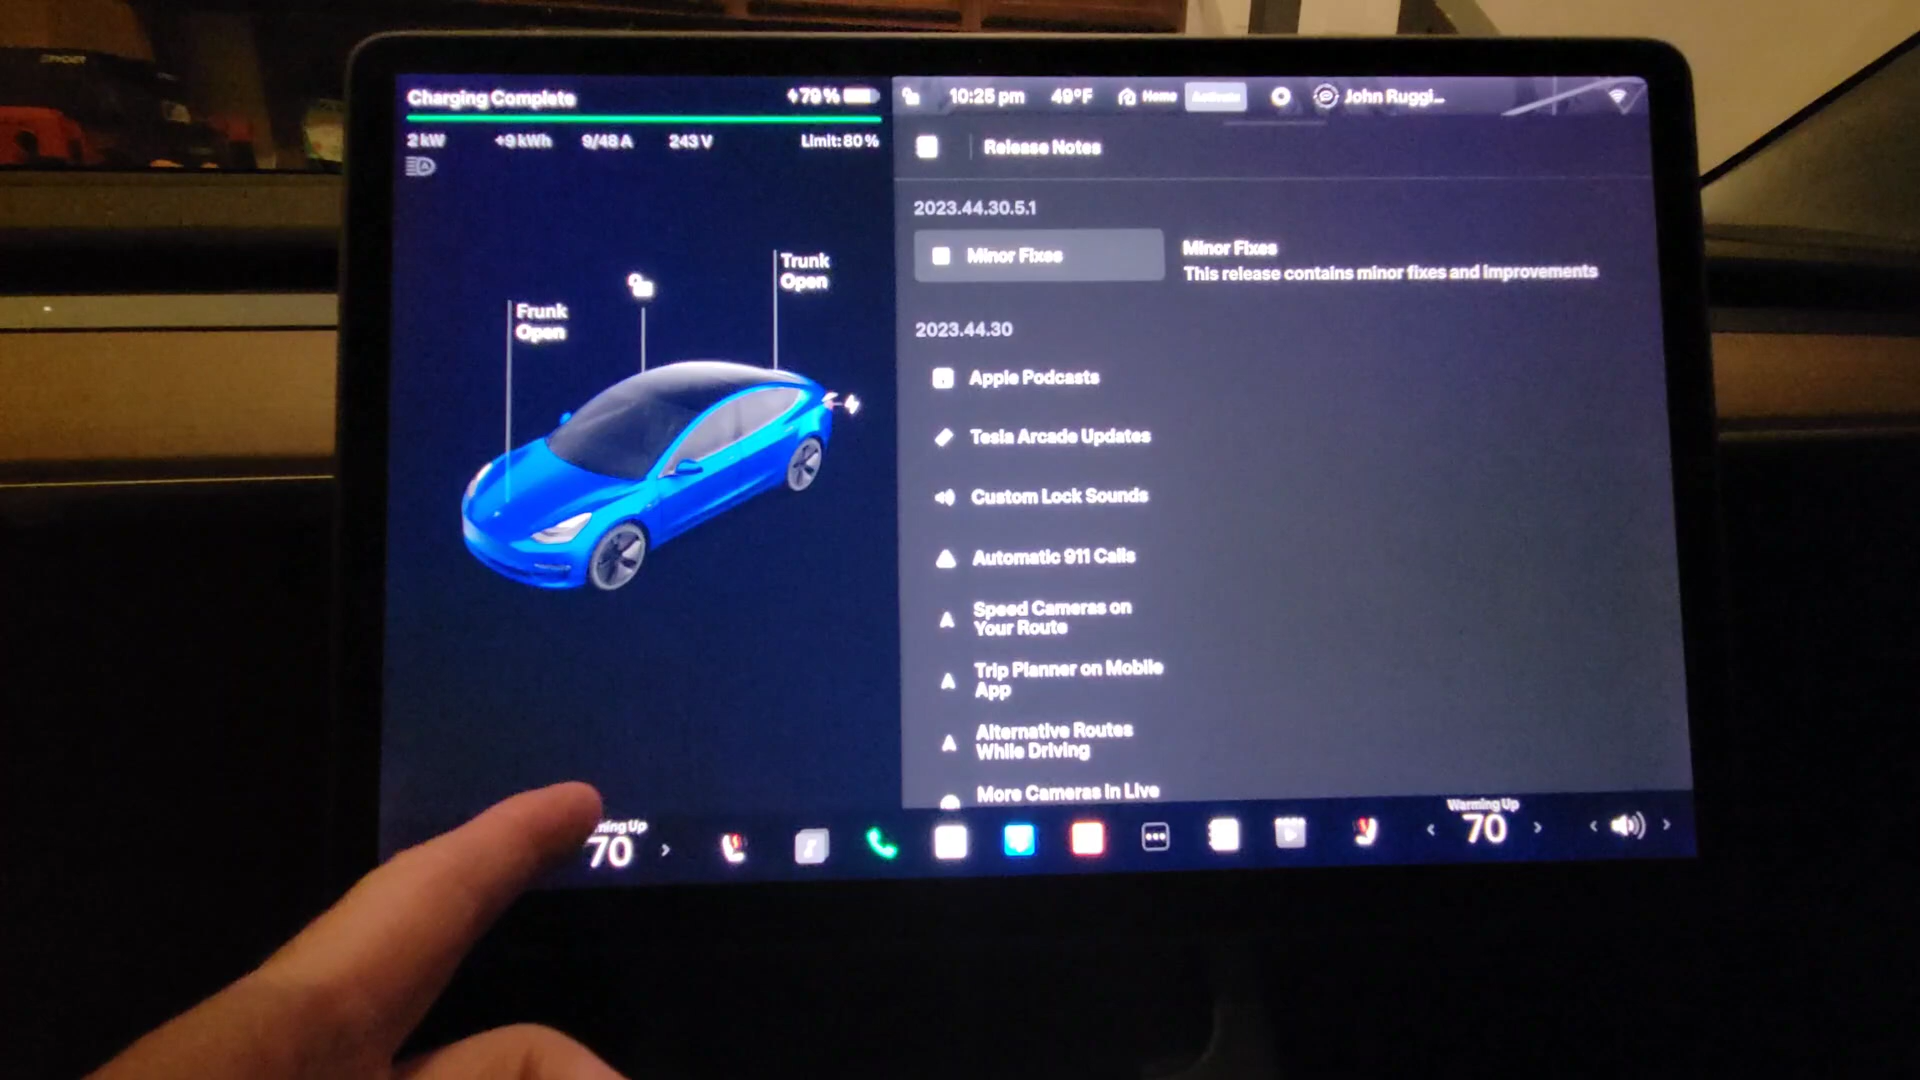 Charging Complete
79%
2 kW +9 kWh 9/48 A 243 V Limit: 80%
Frunk
Open
Trunk
Open
10:25 pm 49°F Home Activate John Ruggi...
Release Notes
2023.44.30.5.1
Minor Fixes
Minor Fixes
This release contains minor fixes and improvements
2023.44.30
Apple Podcasts
Tesla Arcade Updates
Custom Lock Sounds
Automatic 911 Calls
Speed Cameras on
Your Route
Trip Planner on Mobile
App
Alternative Routes
While Driving
More Cameras in Live
ming Up
70
Warming Up
70